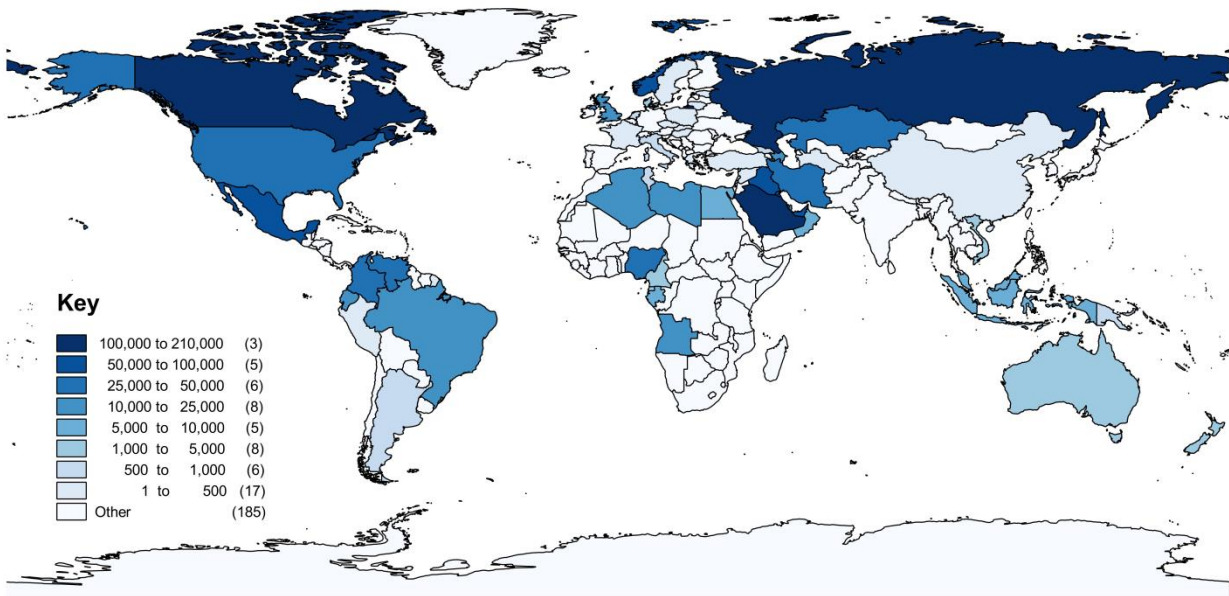 Key
100,000 to 210,000 (3)
50,000 to 100,000 (5)
25,000 to 50,000 (6)
10,000 to 25,000 (8)
5,000 to 10,000 (5)
1,000 to 5,000 (8)
500 to 1,000 (6)
1 to 500 (17)
Other (185)